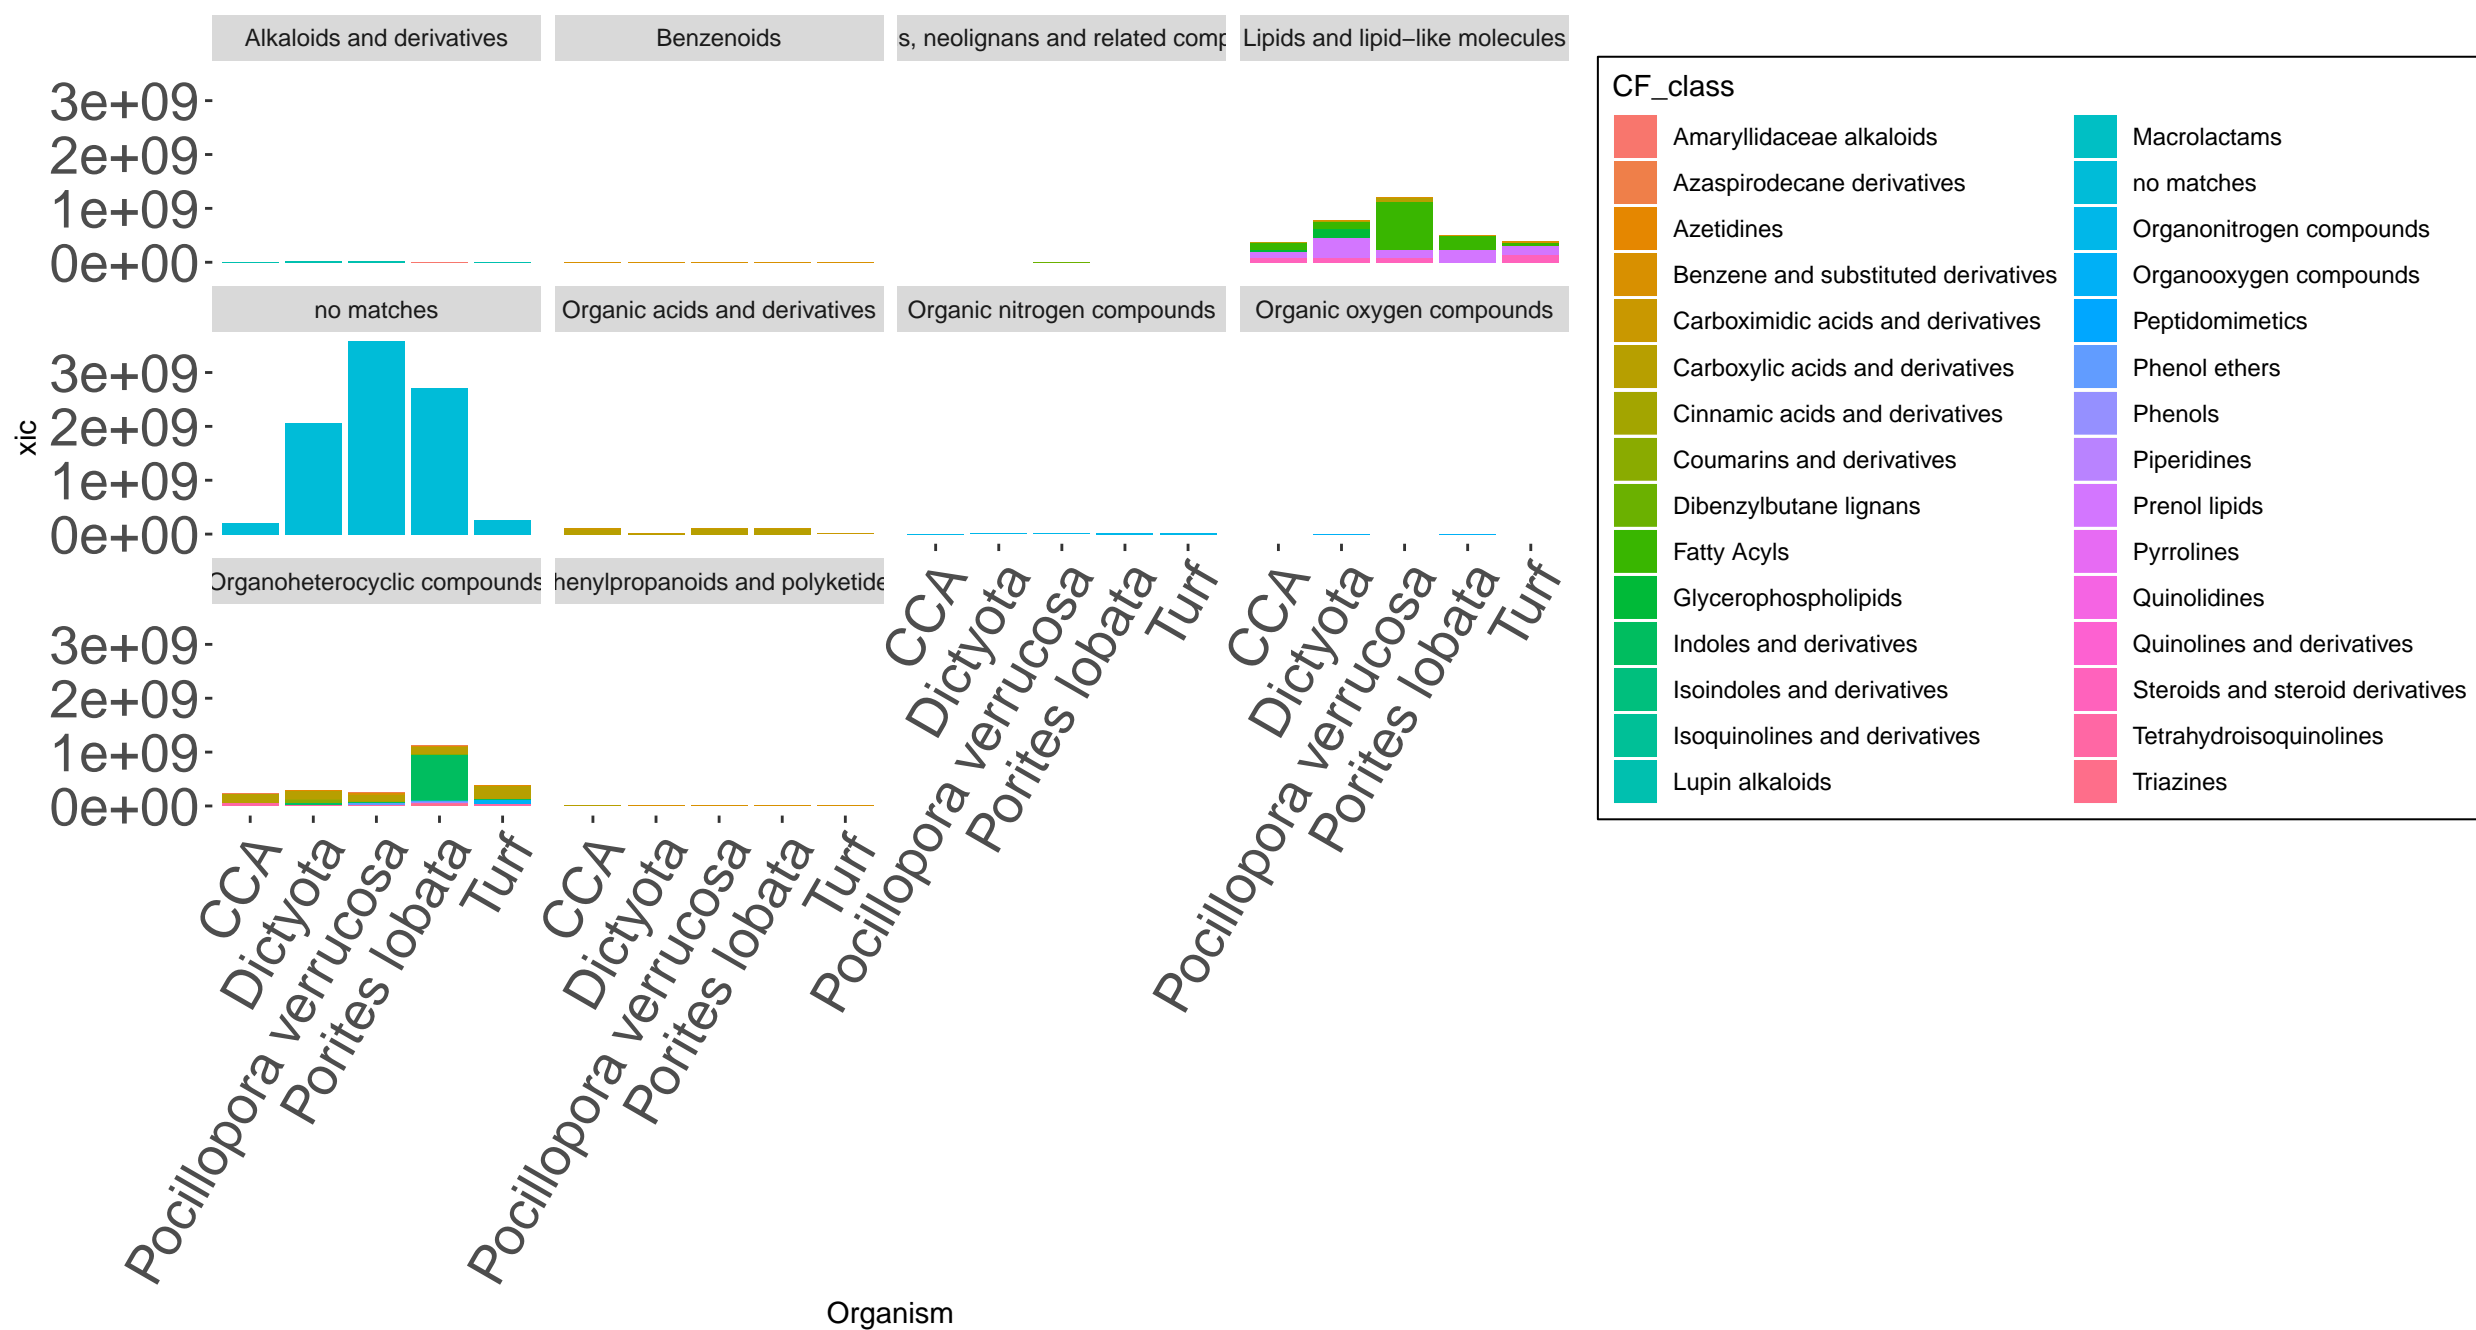 Alkaloids and derivatives
Benzenoids
s, neolignans and related comp
Lipids and lipid−like molecules
3e+09
2e+09
1e+09
0e+00
no matches
Organic acids and derivatives
Organic nitrogen compounds
Organic oxygen compounds
3e+09
2e+09
1e+09
0e+00
CCA
Dictyota
Pocillopora verrucosa
Porites lobata
Turf
CCA
Dictyota
Pocillopora verrucosa
Porites lobata
Turf
Organoheterocyclic compounds
henylpropanoids and polyketide
3e+09
2e+09
1e+09
0e+00
CCA
Dictyota
Pocillopora verrucosa
Porites lobata
Turf
CCA
Dictyota
Pocillopora verrucosa
Porites lobata
Turf
xic
Organism
CF_class
Amaryllidaceae alkaloids
Azaspirodecane derivatives
Azetidines
Benzene and substituted derivatives
Carboximidic acids and derivatives
Carboxylic acids and derivatives
Cinnamic acids and derivatives
Coumarins and derivatives
Dibenzylbutane lignans
Fatty Acyls
Glycerophospholipids
Indoles and derivatives
Isoindoles and derivatives
Isoquinolines and derivatives
Lupin alkaloids
Macrolactams
no matches
Organonitrogen compounds
Organooxygen compounds
Peptidomimetics
Phenol ethers
Phenols
Piperidines
Prenol lipids
Pyrrolines
Quinolidines
Quinolines and derivatives
Steroids and steroid derivatives
Tetrahydroisoquinolines
Triazines